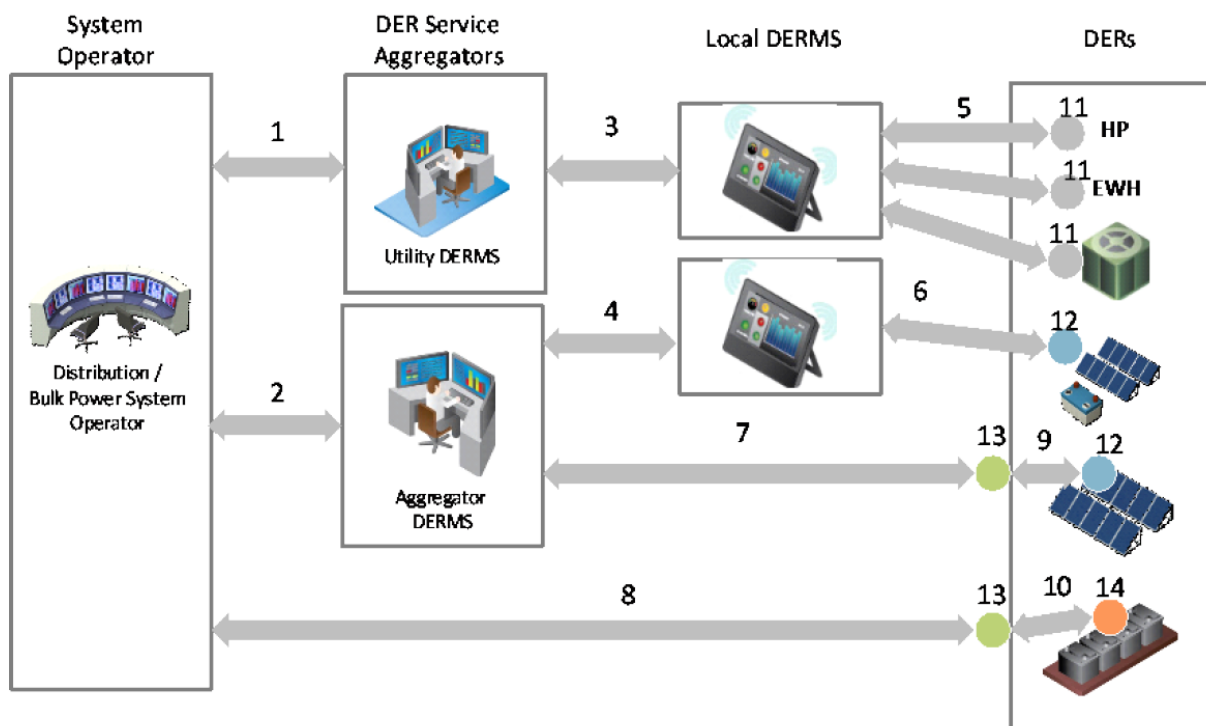 System
Operator
DER Service
Aggregators
Local DERMS
DERs
1
3
5
11
HP
11
EWH
11
Utility DERMS
4
6
12
Distribution /
Bulk Power System
Operator
2
7
13
9
12
Aggregator
DERMS
8
13
10
14